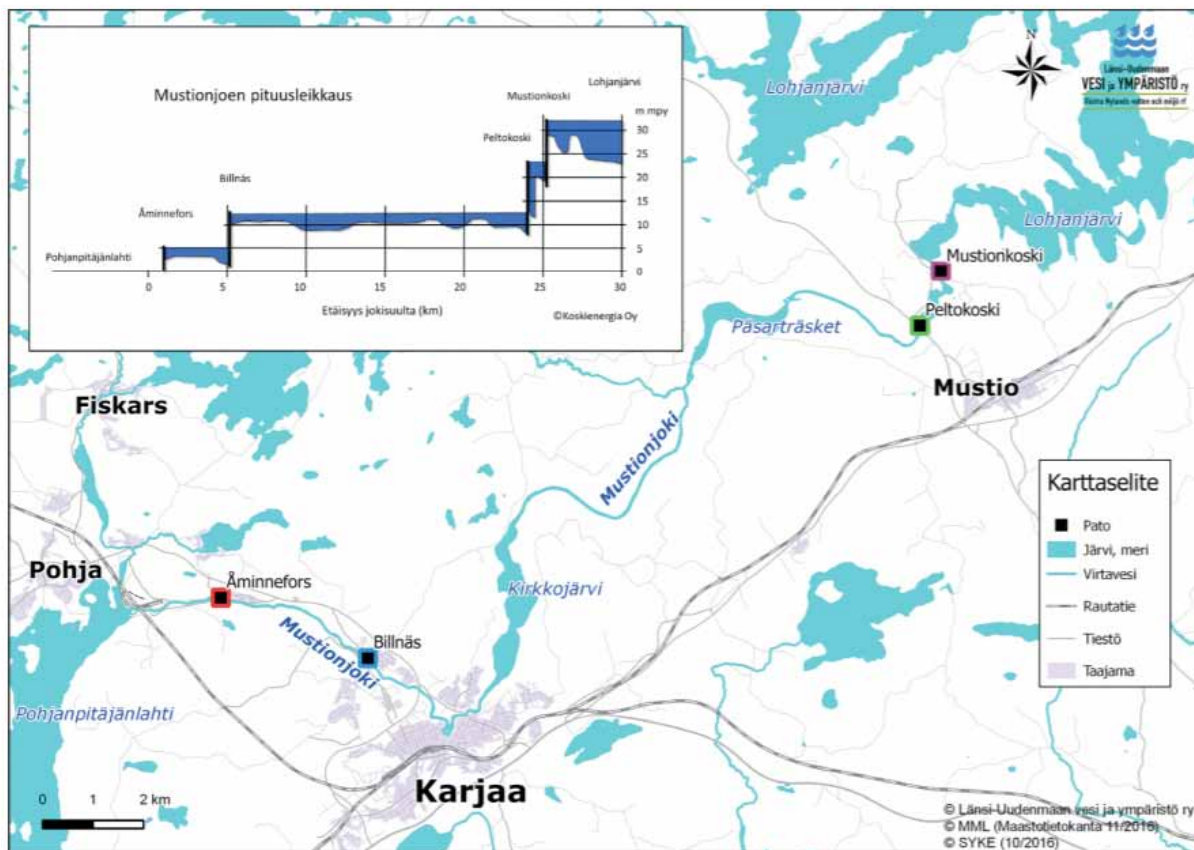 Mustionjoen pituusleikkaus
Lohjanjärvi
Mustionkoski
m mpy
Peltokoski
Billnäs
Åminnefors
Pohjanpitäjänlahti
30
25
20
15
10
5
0
0 5 10 15 20 25 30
Etäisyys jokisuulta (km)
©Koskienergia Oy
N
Länsi-Uudenmaan
VESI ja YMPÄRISTÖ ry
Lohjanjärvi
Lohjanjärvi
Mustionkoski
Peltokoski
Påsarträsket
Mustio
Fiskars
Mustionjoki
Pohja
Åminnefors
Kirkkojärvi
Billnäs
Mustionjoki
Pohjanpitäjänlahti
Karjaa
Karttaselite
Pato
Järvi, meri
Virtavesi
Rautatie
Tiestö
Taajama
0 1 2 km
© Länsi-Uudenmaan vesi ja ympäristö ry
© MML (Maastotietokanta 11/2016)
© SYKE (10/2016)